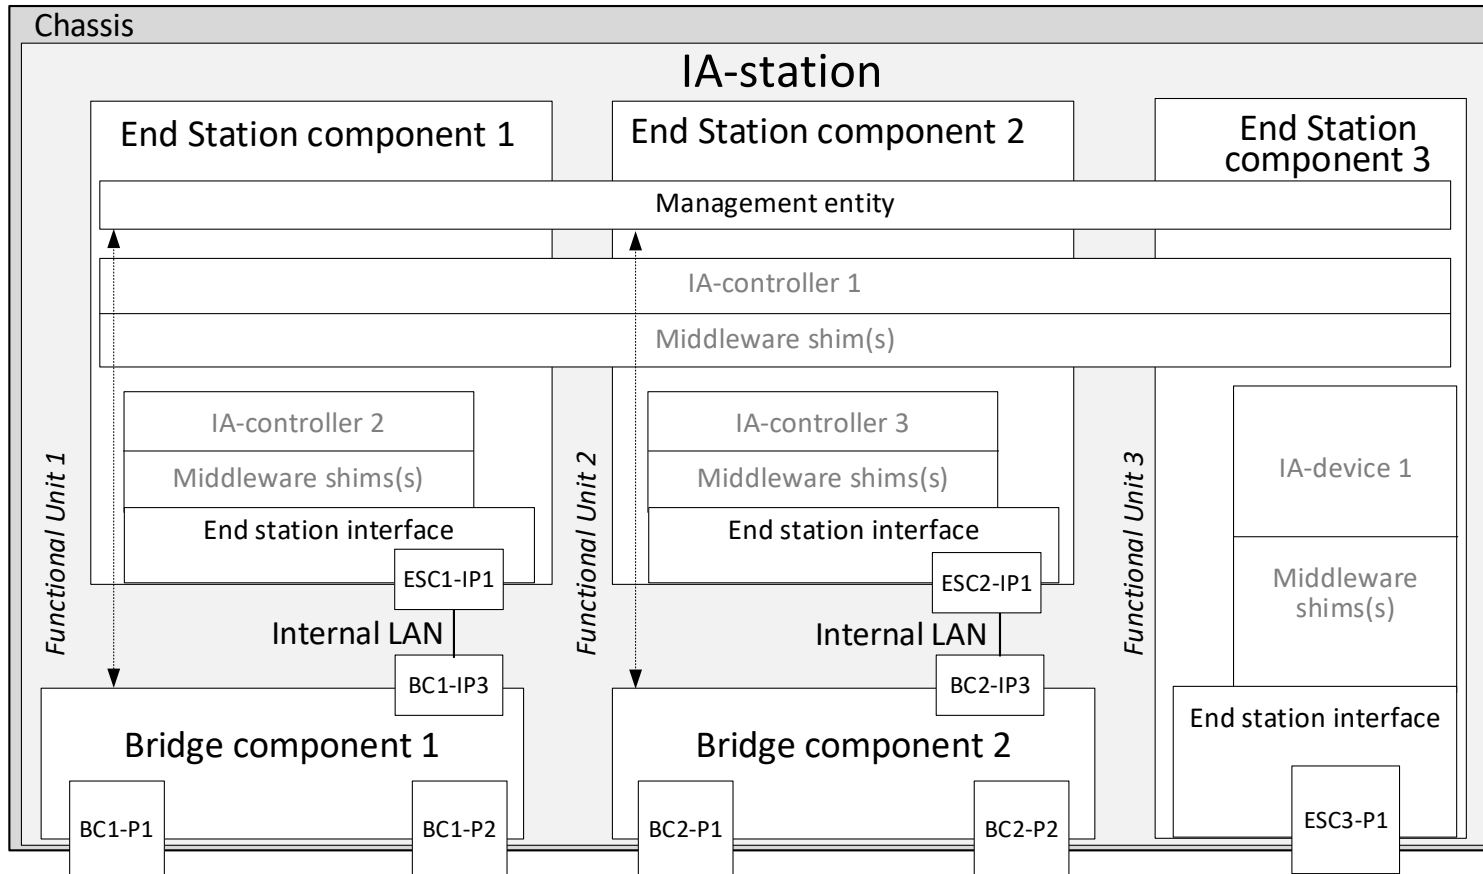 Chassis
IA-station
End Station component 1
End Station component 2
End Station
component 3
Management entity
IA-controller 1
Middleware shim(s)
Functional Unit 1
IA-controller 2
Middleware shims(s)
End station interface
ESC1-IP1
Internal LAN
BC1-IP3
Bridge component 1
BC1-P1
BC1-P2
Functional Unit 2
IA-controller 3
Middleware shims(s)
End station interface
ESC2-IP1
Internal LAN
BC2-IP3
Bridge component 2
BC2-P1
BC2-P2
Functional Unit 3
IA-device 1
Middleware
shims(s)
End station interface
ESC3-P1